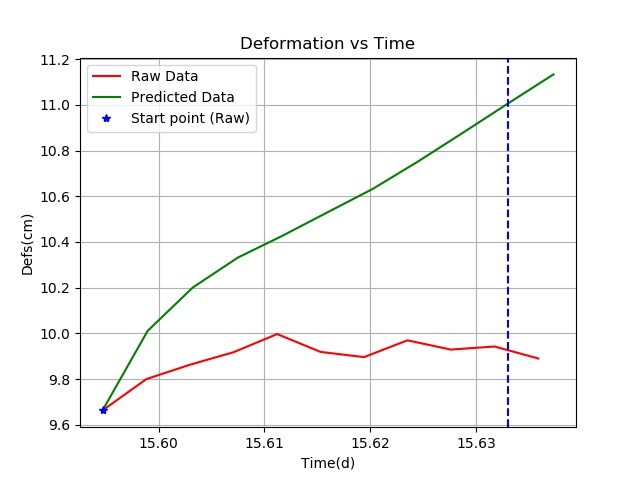 Deformation vs Time
Raw Data
Predicted Data
Start point (Raw)
Defs(cm)
11.2
11.0
10.8
10.6
10.4
10.2
10.0
9.8
9.6
15.60 15.61 15.62 15.63
Time(d)